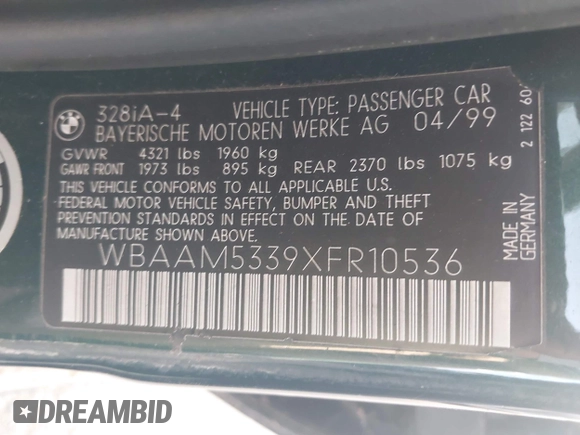 328iA-4 VEHICLE TYPE: PASSENGER CAR
BAYERISCHE MOTOREN WERKE AG 04/99
GVWR 4321 lbs 1960 kg
GAWR FRONT 1973 lbs 895 kg REAR 2370 lbs 1075 kg
THIS VEHICLE CONFORMS TO ALL APPLICABLE U.S.
FEDERAL MOTOR VEHICLE SAFETY, BUMPER AND THEFT
PREVENTION STANDARDS IN EFFECT ON THE DATE OF
MANUFACTURE SHOWN ABOVE.
WBAAM5339XFR10536
MADE IN
GERMANY
2 122 60
DREAMBID